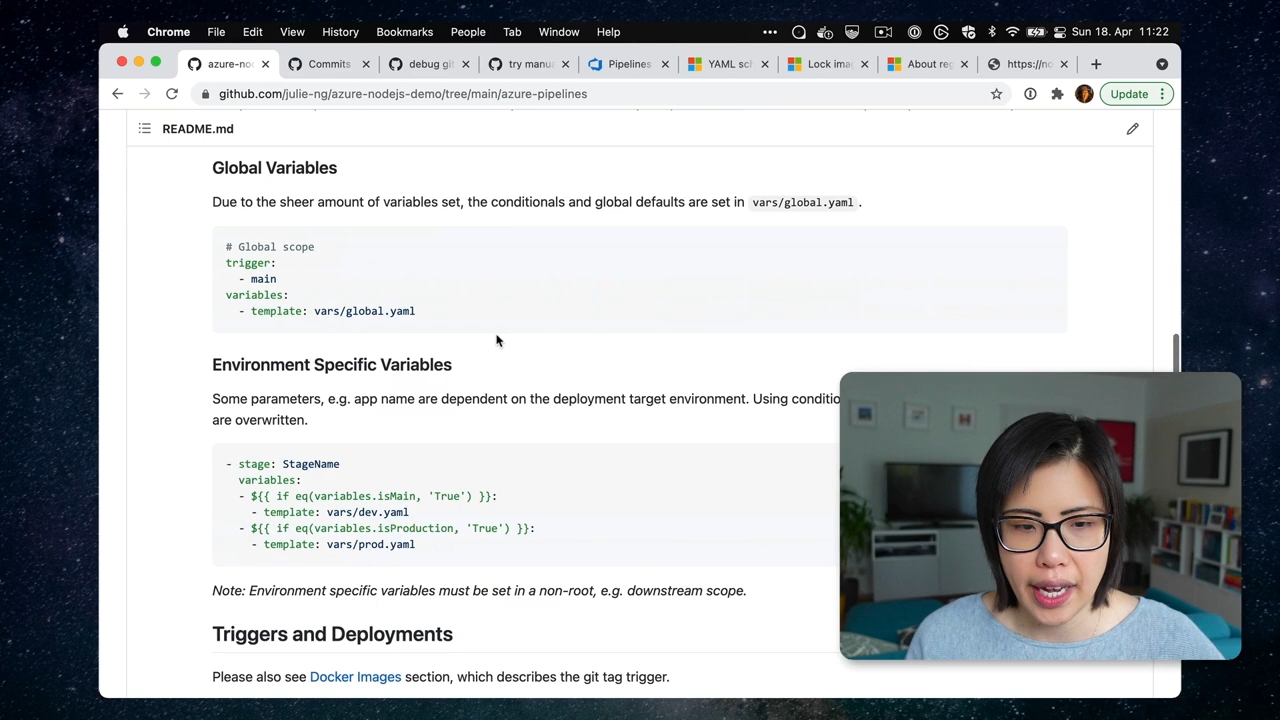 Chrome File Edit View History Bookmarks People Tab Window Help ••• Sun 18. Apr 11:22
azure-noc × Commits × debug git × try manua × Pipelines × YAML sch × Lock imag × About reg × https://no × +
github.com/julie-ng/azure-nodejs-demo/tree/main/azure-pipelines Update
README.md
Global Variables
Due to the sheer amount of variables set, the conditionals and global defaults are set in vars/global.yaml .
# Global scope
trigger:
- main
variables:
- template: vars/global.yaml
Environment Specific Variables
Some parameters, e.g. app name are dependent on the deployment target environment. Using conditio
are overwritten.
- stage: StageName
variables:
- ${{ if eq(variables.isMain, 'True') }}:
- template: vars/dev.yaml
- ${{ if eq(variables.isProduction, 'True') }}:
- template: vars/prod.yaml
Note: Environment specific variables must be set in a non-root, e.g. downstream scope.
Triggers and Deployments
Please also see Docker Images section, which describes the git tag trigger.